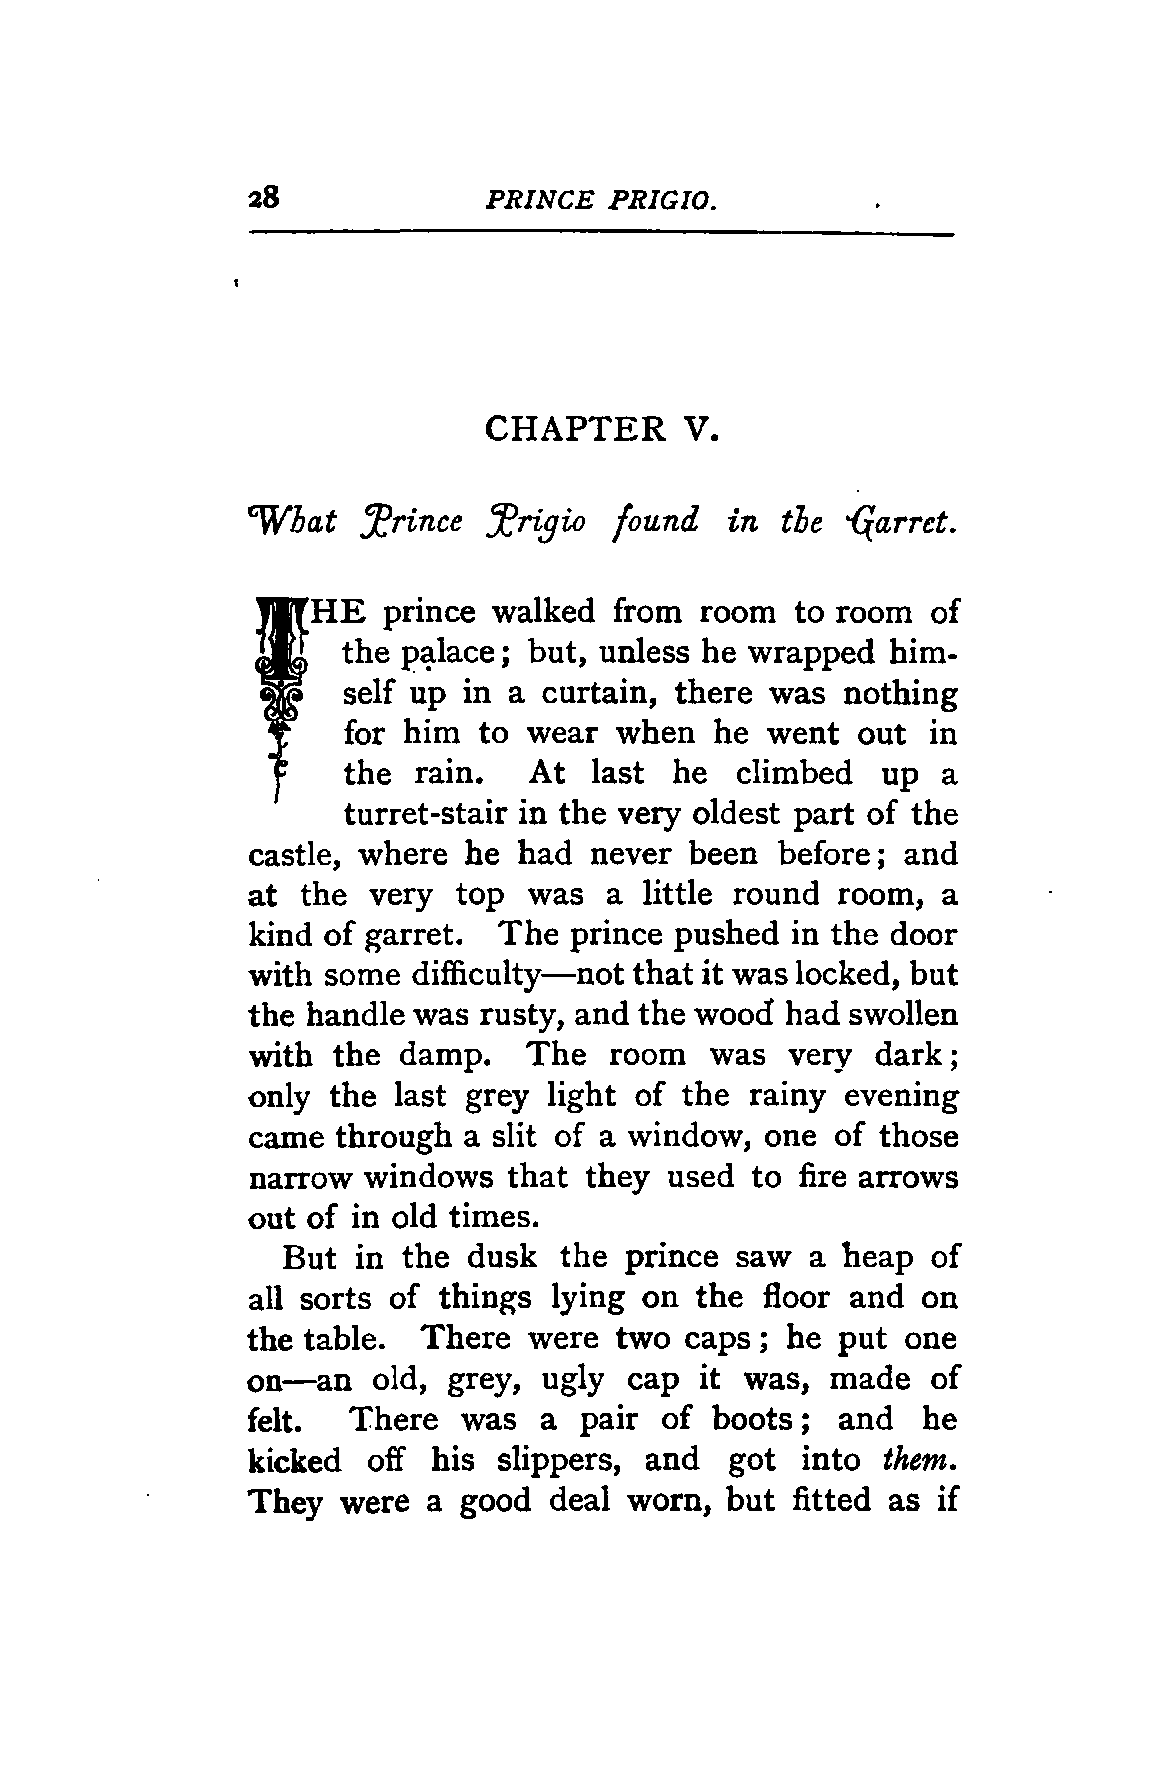 28 PRINCE PRIGIO.
CHAPTER V.
What Prince Prigio found in the Garret.
THE prince walked from room to room of
the palace; but, unless he wrapped him-
self up in a curtain, there was nothing
for him to wear when he went out in
the rain. At last he climbed up a
turret-stair in the very oldest part of the
castle, where he had never been before; and
at the very top was a little round room, a
kind of garret. The prince pushed in the door
with some difficulty—not that it was locked, but
the handle was rusty, and the wood had swollen
with the damp. The room was very dark;
only the last grey light of the rainy evening
came through a slit of a window, one of those
narrow windows that they used to fire arrows
out of in old times.
But in the dusk the prince saw a heap of
all sorts of things lying on the floor and on
the table. There were two caps; he put one
on—an old, grey, ugly cap it was, made of
felt. There was a pair of boots; and he
kicked off his slippers, and got into them.
They were a good deal worn, but fitted as if